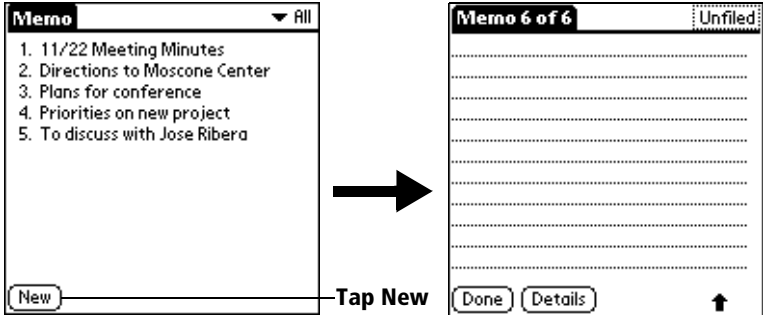 Memo
All
1. 11/22 Meeting Minutes
2. Directions to Moscone Center
3. Plans for conference
4. Priorities on new project
5. To discuss with Jose Ribera
New
Tap New
Memo 6 of 6
Unfiled
Done
Details